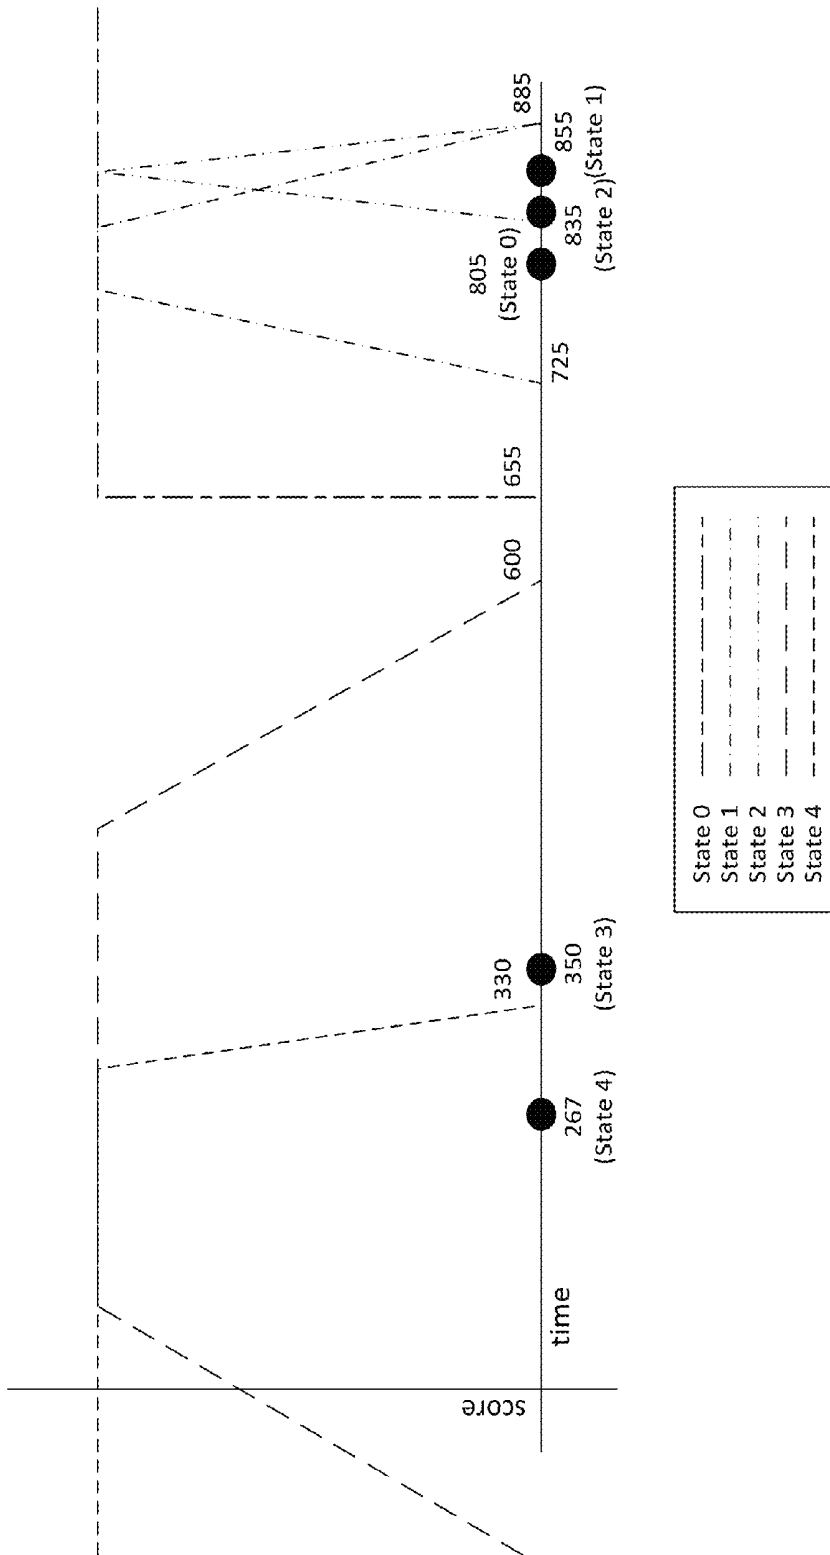 score
time
267
(State 4)
330
350
(State 3)
600
655
725
805
(State 0)
835
(State 2)
855
(State 1)
885
State 0
State 1
State 2
State 3
State 4